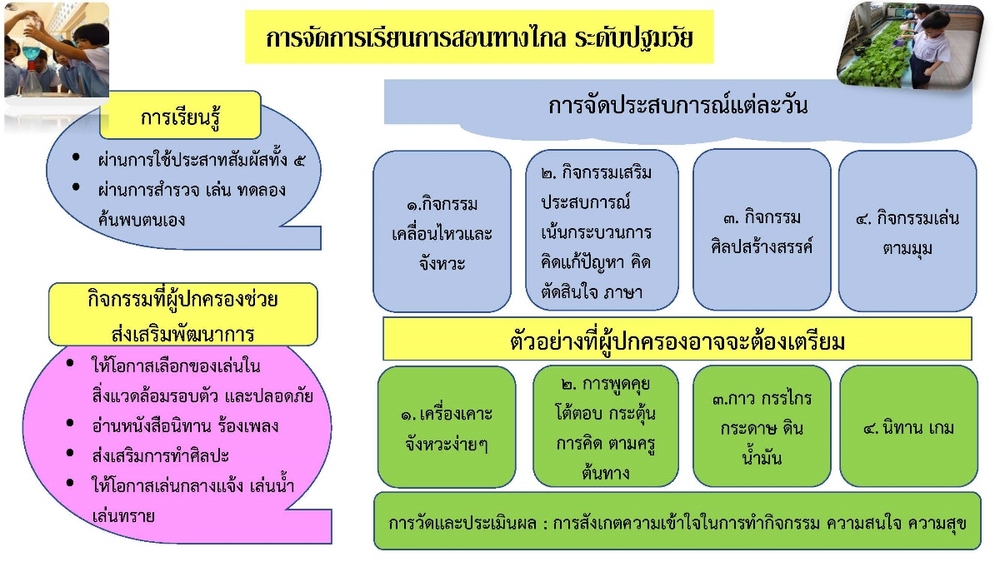 การจัดการเรียนการสอนทางไกล ระดับปฐมวัย
การเรียนรู้
• ผ่านการใช้ประสาทสัมผัสทั้ง ๕
• ผ่านการสำรวจ เล่น ทดลอง
ค้นพบตนเอง
กิจกรรมที่ผู้ปกครองช่วย
ส่งเสริมพัฒนาการ
• ให้โอกาสเลือกของเล่นใน
สิ่งแวดล้อมรอบตัว และปลอดภัย
• อ่านหนังสือนิทาน ร้องเพลง
• ส่งเสริมการทำศิลปะ
• ให้โอกาสเล่นกลางแจ้ง เล่นน้ำ
เล่นทราย
การจัดประสบการณ์แต่ละวัน
๑.กิจกรรม
เคลื่อนไหวและ
จังหวะ
๒. กิจกรรมเสริม
ประสบการณ์
เน้นกระบวนการ
คิดแก้ปัญหา คิด
ตัดสินใจ ภาษา
๓. กิจกรรม
ศิลปสร้างสรรค์
๔. กิจกรรมเล่น
ตามมุม
ตัวอย่างที่ผู้ปกครองอาจจะต้องเตรียม
๑. เครื่องเคาะ
จังหวะง่ายๆ
๒. การพูดคุย
โต้ตอบ กระตุ้น
การคิด ตามครู
ต้นทาง
๓.กาว กรรไกร
กระดาษ ดิน
น้ำมัน
๔. นิทาน เกม
การวัดและประเมินผล : การสังเกตความเข้าใจในการทำกิจกรรม ความสนใจ ความสุข